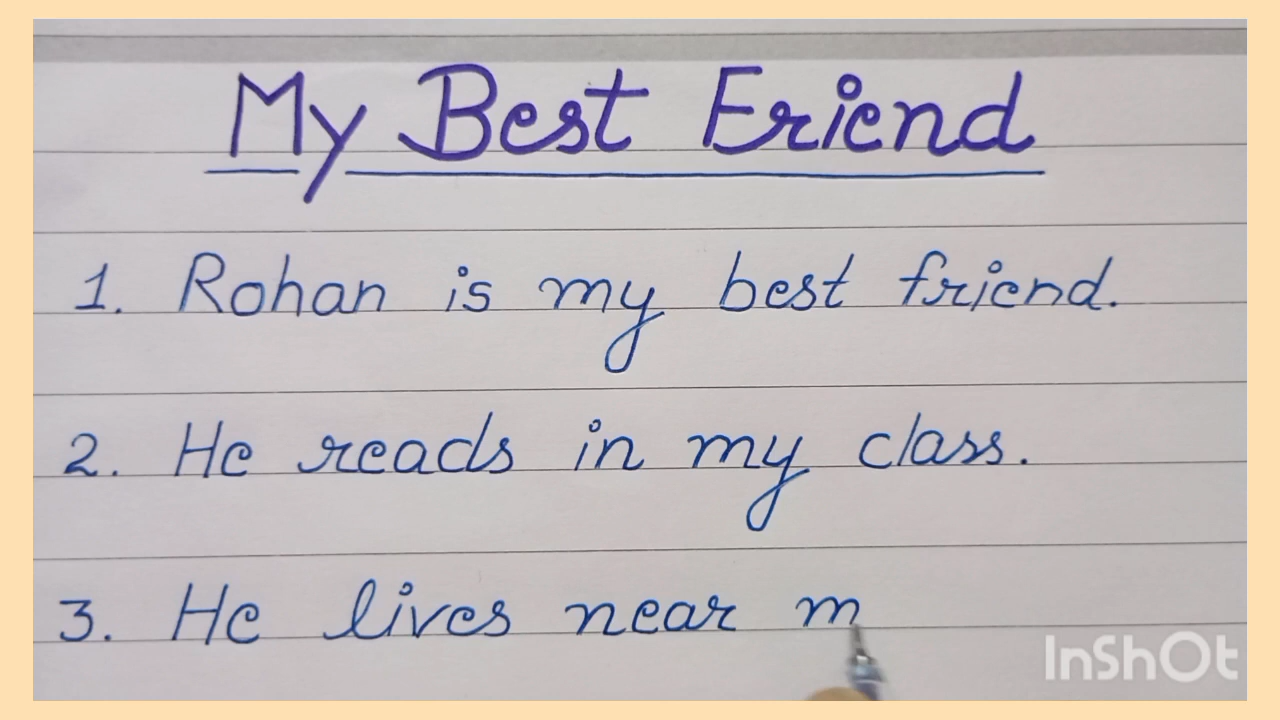 My Best Friend
1. Rohan is my best friend.
2. He reads in my class.
3. He lives near m
InShOt